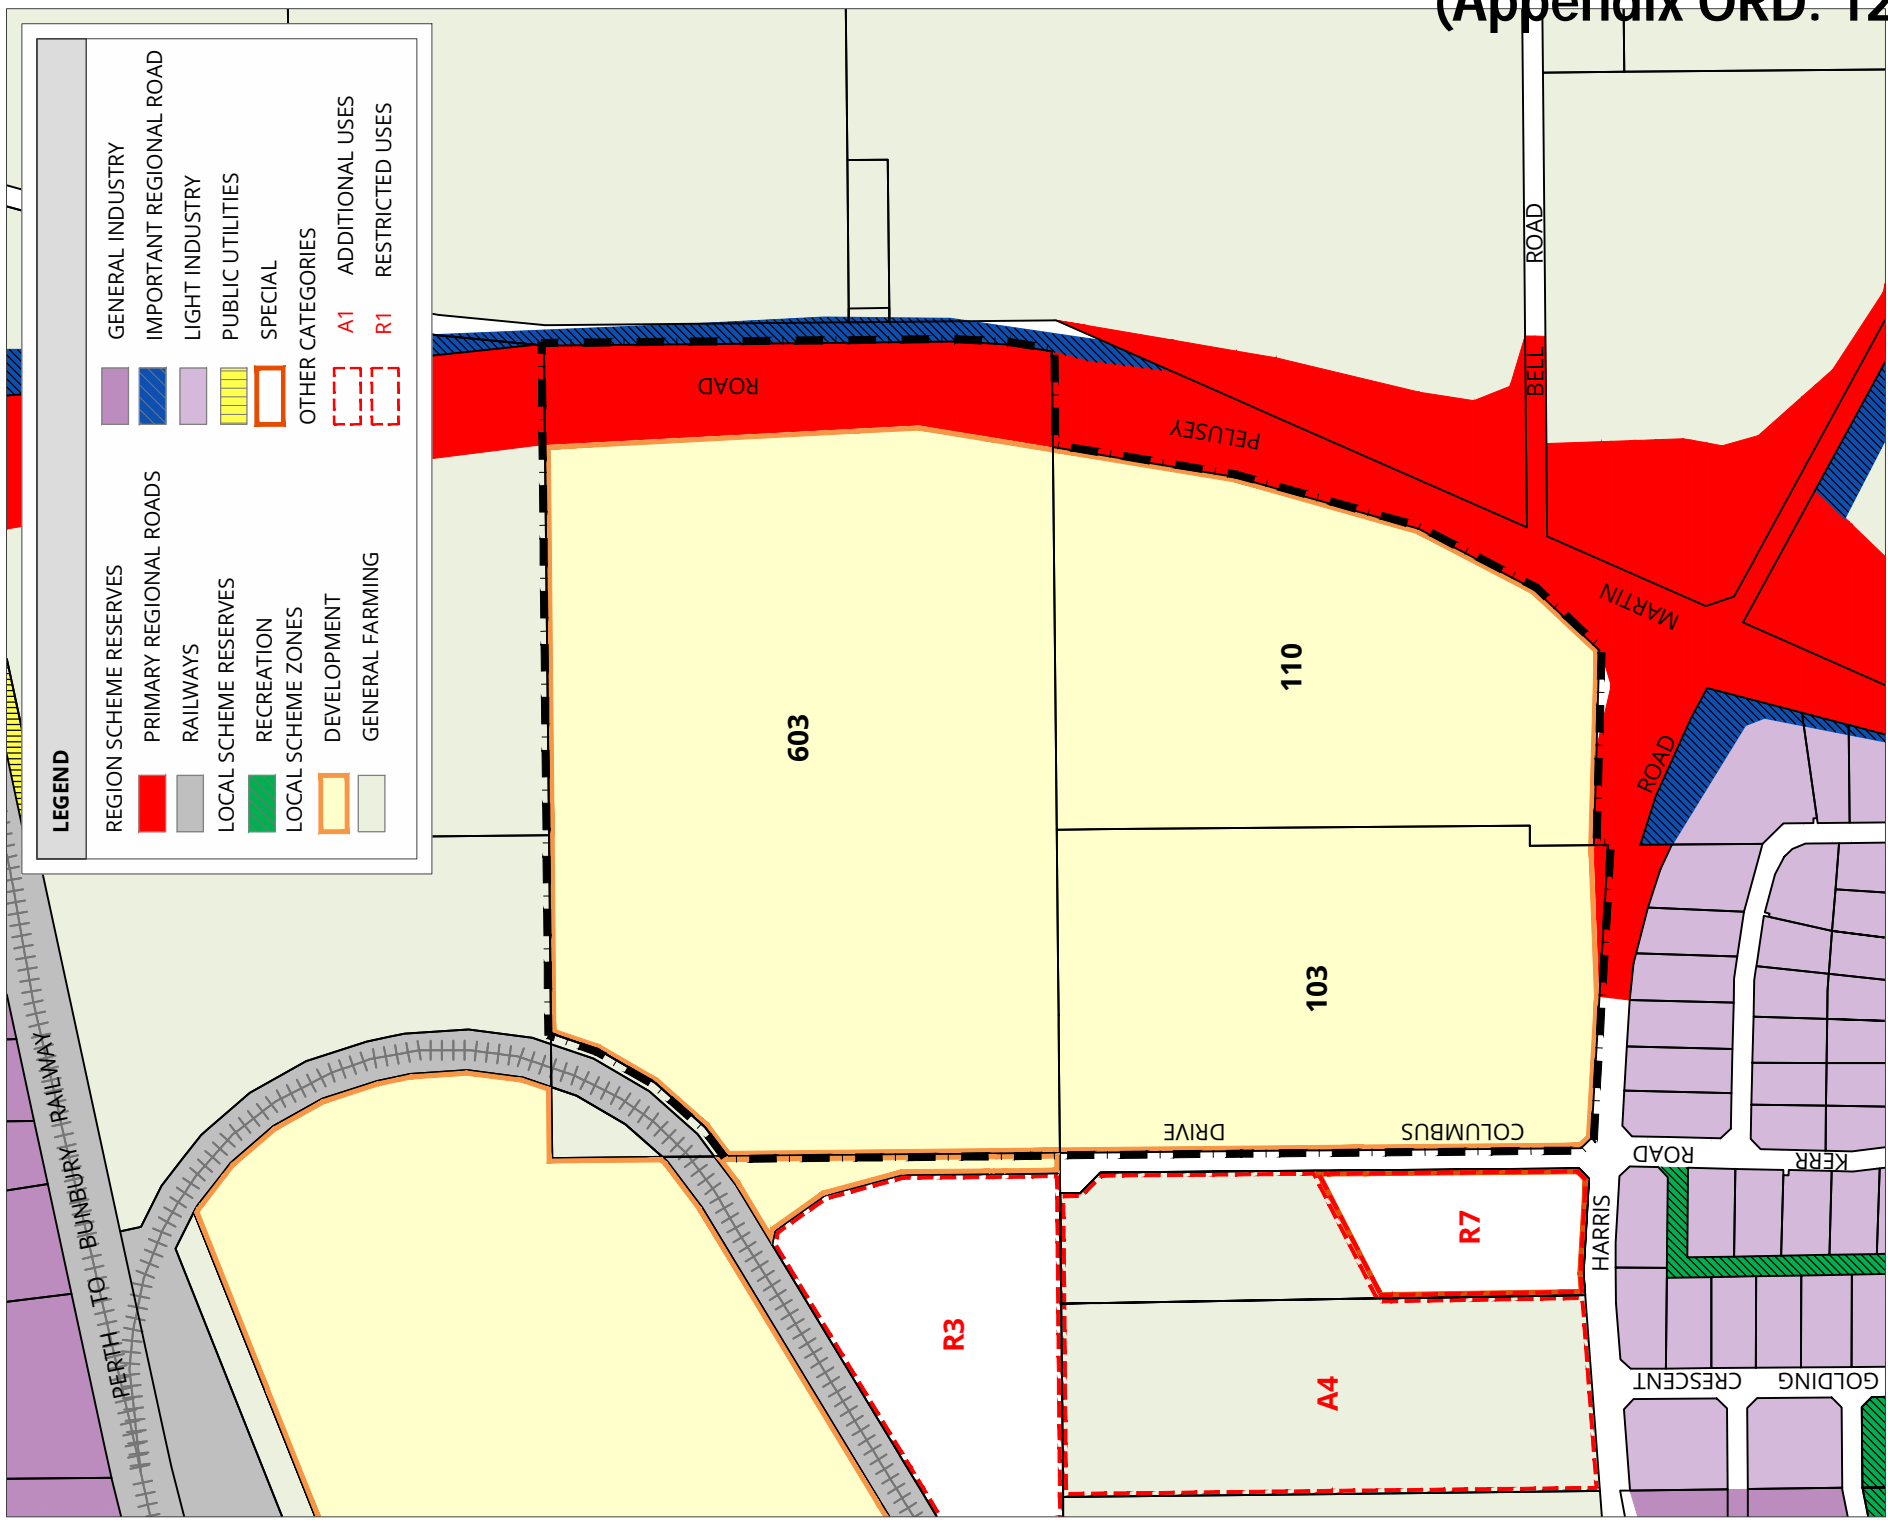 (Appendix ORD. 12
LEGEND
REGION SCHEME RESERVES
PRIMARY REGIONAL ROADS
RAILWAYS
LOCAL SCHEME RESERVES
RECREATION
LOCAL SCHEME ZONES
DEVELOPMENT
GENERAL FARMING
GENERAL INDUSTRY
IMPORTANT REGIONAL ROAD
LIGHT INDUSTRY
PUBLIC UTILITIES
SPECIAL
OTHER CATEGORIES
A1 ADDITIONAL USES
R1 RESTRICTED USES
PERTH TO BUNBURY RAILWAY
PELUSEY ROAD
BELL ROAD
MARTIN
ROAD
603
110
103
COLUMBUS DRIVE
HARRIS
ROAD
KERR
GOLDING CRESCENT
R3
R7
A4